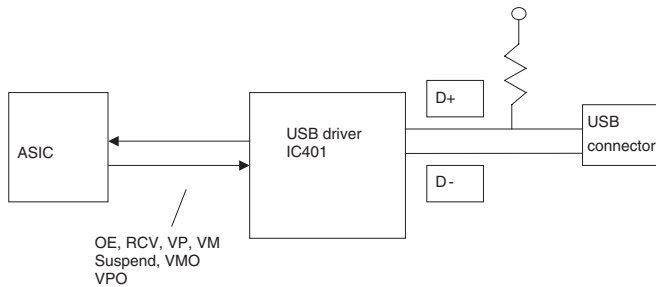 D+
ASIC
USB driver
IC401
USB
connector
D-
OE, RCV, VP, VM
Suspend, VMO
VPO